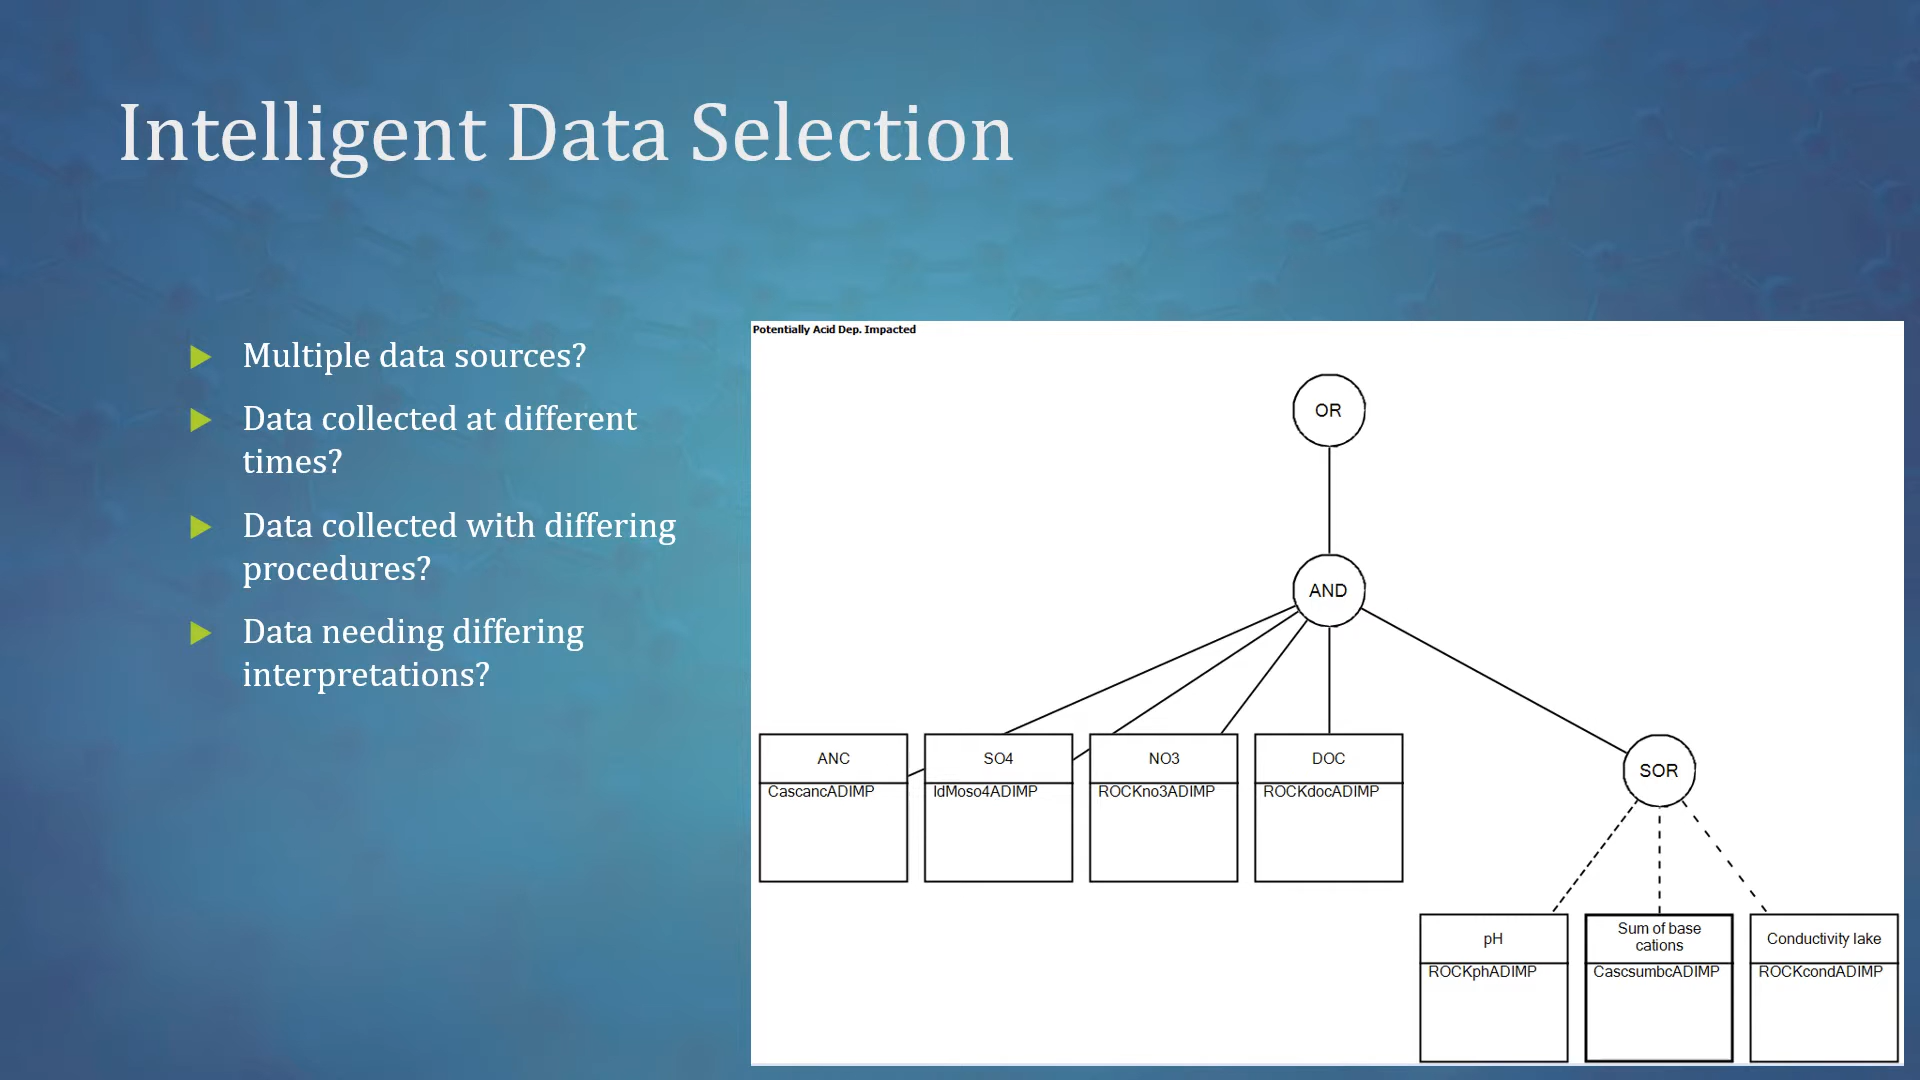 Intelligent Data Selection
Multiple data sources?
Data collected at different
times?
Data collected with differing
procedures?
Data needing differing
interpretations?
Potentially Acid Dep. Impacted
OR
AND
ANC
CascancADIMP
SO4
IdMoso4ADIMP
NO3
ROCKno3ADIMP
DOC
ROCKdocADIMP
SOR
pH
ROCKphADIMP
Sum of base
cations
CascsumbcADIMP
Conductivity lake
ROCKcondADIMP